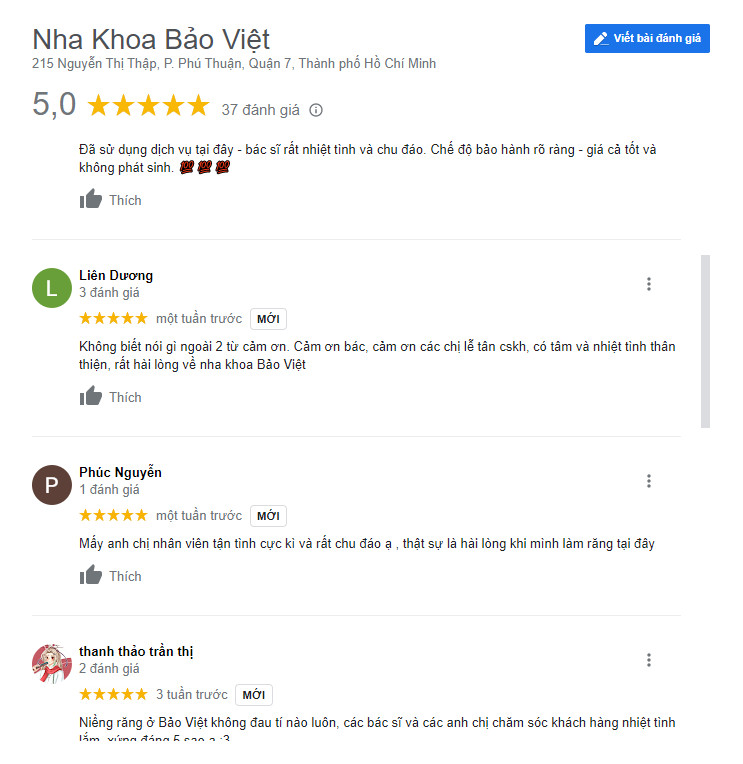 Nha Khoa Bảo Việt
Viết bài đánh giá
215 Nguyễn Thị Thập, P. Phú Thuận, Quận 7, Thành phố Hồ Chí Minh
5,0 37 đánh giá
Đã sử dụng dịch vụ tại đây - bác sĩ rất nhiệt tình và chu đáo. Chế độ bảo hành rõ ràng - giá cả tốt và
không phát sinh. 💯💯💯
Thích
L
Liên Dương
3 đánh giá
một tuần trước MỚI
Không biết nói gì ngoài 2 từ cảm ơn. Cảm ơn bác, cảm ơn các chị lễ tân cskh, có tâm và nhiệt tình thân
thiện, rất hài lòng về nha khoa Bảo Việt
Thích
P
Phúc Nguyễn
1 đánh giá
một tuần trước MỚI
Mấy anh chị nhân viên tận tình cực kì và rất chu đáo ạ , thật sự là hài lòng khi mình làm răng tại đây
Thích
thanh thảo trần thị
2 đánh giá
3 tuần trước MỚI
Niềng răng ở Bảo Việt không đau tí nào luôn, các bác sĩ và các anh chị chăm sóc khách hàng nhiệt tình
lắm, xứng đáng 5 sao ạ :3